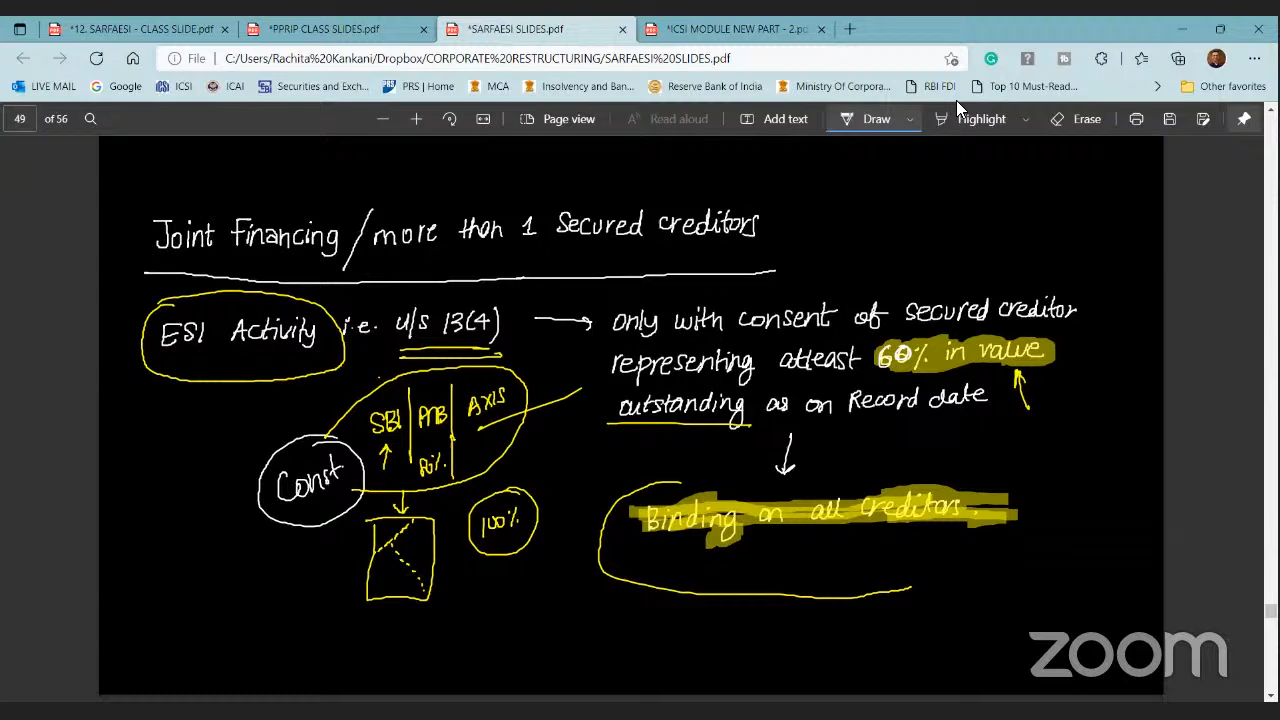 *12. SARFAESI - CLASS SLIDE.pdf
*PPRIP CLASS SLIDES.pdf
*SARFAESI SLIDES.pdf
*ICSI MODULE NEW PART - 2.p
File
C:/Users/Rachita%20Kankani/Dropbox/CORPORATE%20RESTRUCTURING/SARFAESI%20SLIDES.pdf
LIVE MAIL
ICSI
ICAI
Securities and Exch...
PRS | Home
MCA
Insolvency and Ban...
Reserve Bank of India
Ministry Of Corpora...
RBI FDI
Top 10 Must-Read...
Other favorites
49 of 56
Page view
Read aloud
Add text
Draw
Highlight
Erase
Joint Financing / more than 1 Secured creditors
ESI Activity i.e. u/s 13(4) → only with consent of secured creditor
representing atleast 60% in value
outstanding as on Record date
SBI | PNB | AXIS
80%
Const
100%
Binding on all creditors.
zoom